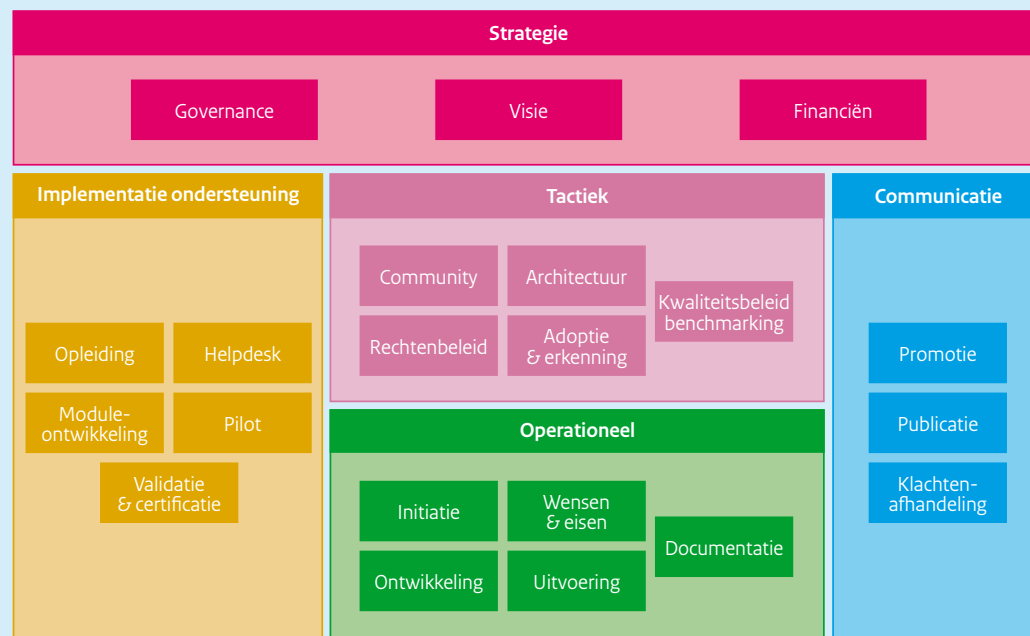 Strategie
Governance
Visie
Financiën
Implementatie ondersteuning
Opleiding
Helpdesk
Module-
ontwikkeling
Pilot
Validatie
& certificatie
Tactiek
Community
Architectuur
Kwaliteitsbeleid
benchmarking
Rechtenbeleid
Adoptie
& erkenning
Operationeel
Initiatie
Wensen
& eisen
Documentatie
Ontwikkeling
Uitvoering
Communicatie
Promotie
Publicatie
Klachten-
afhandeling